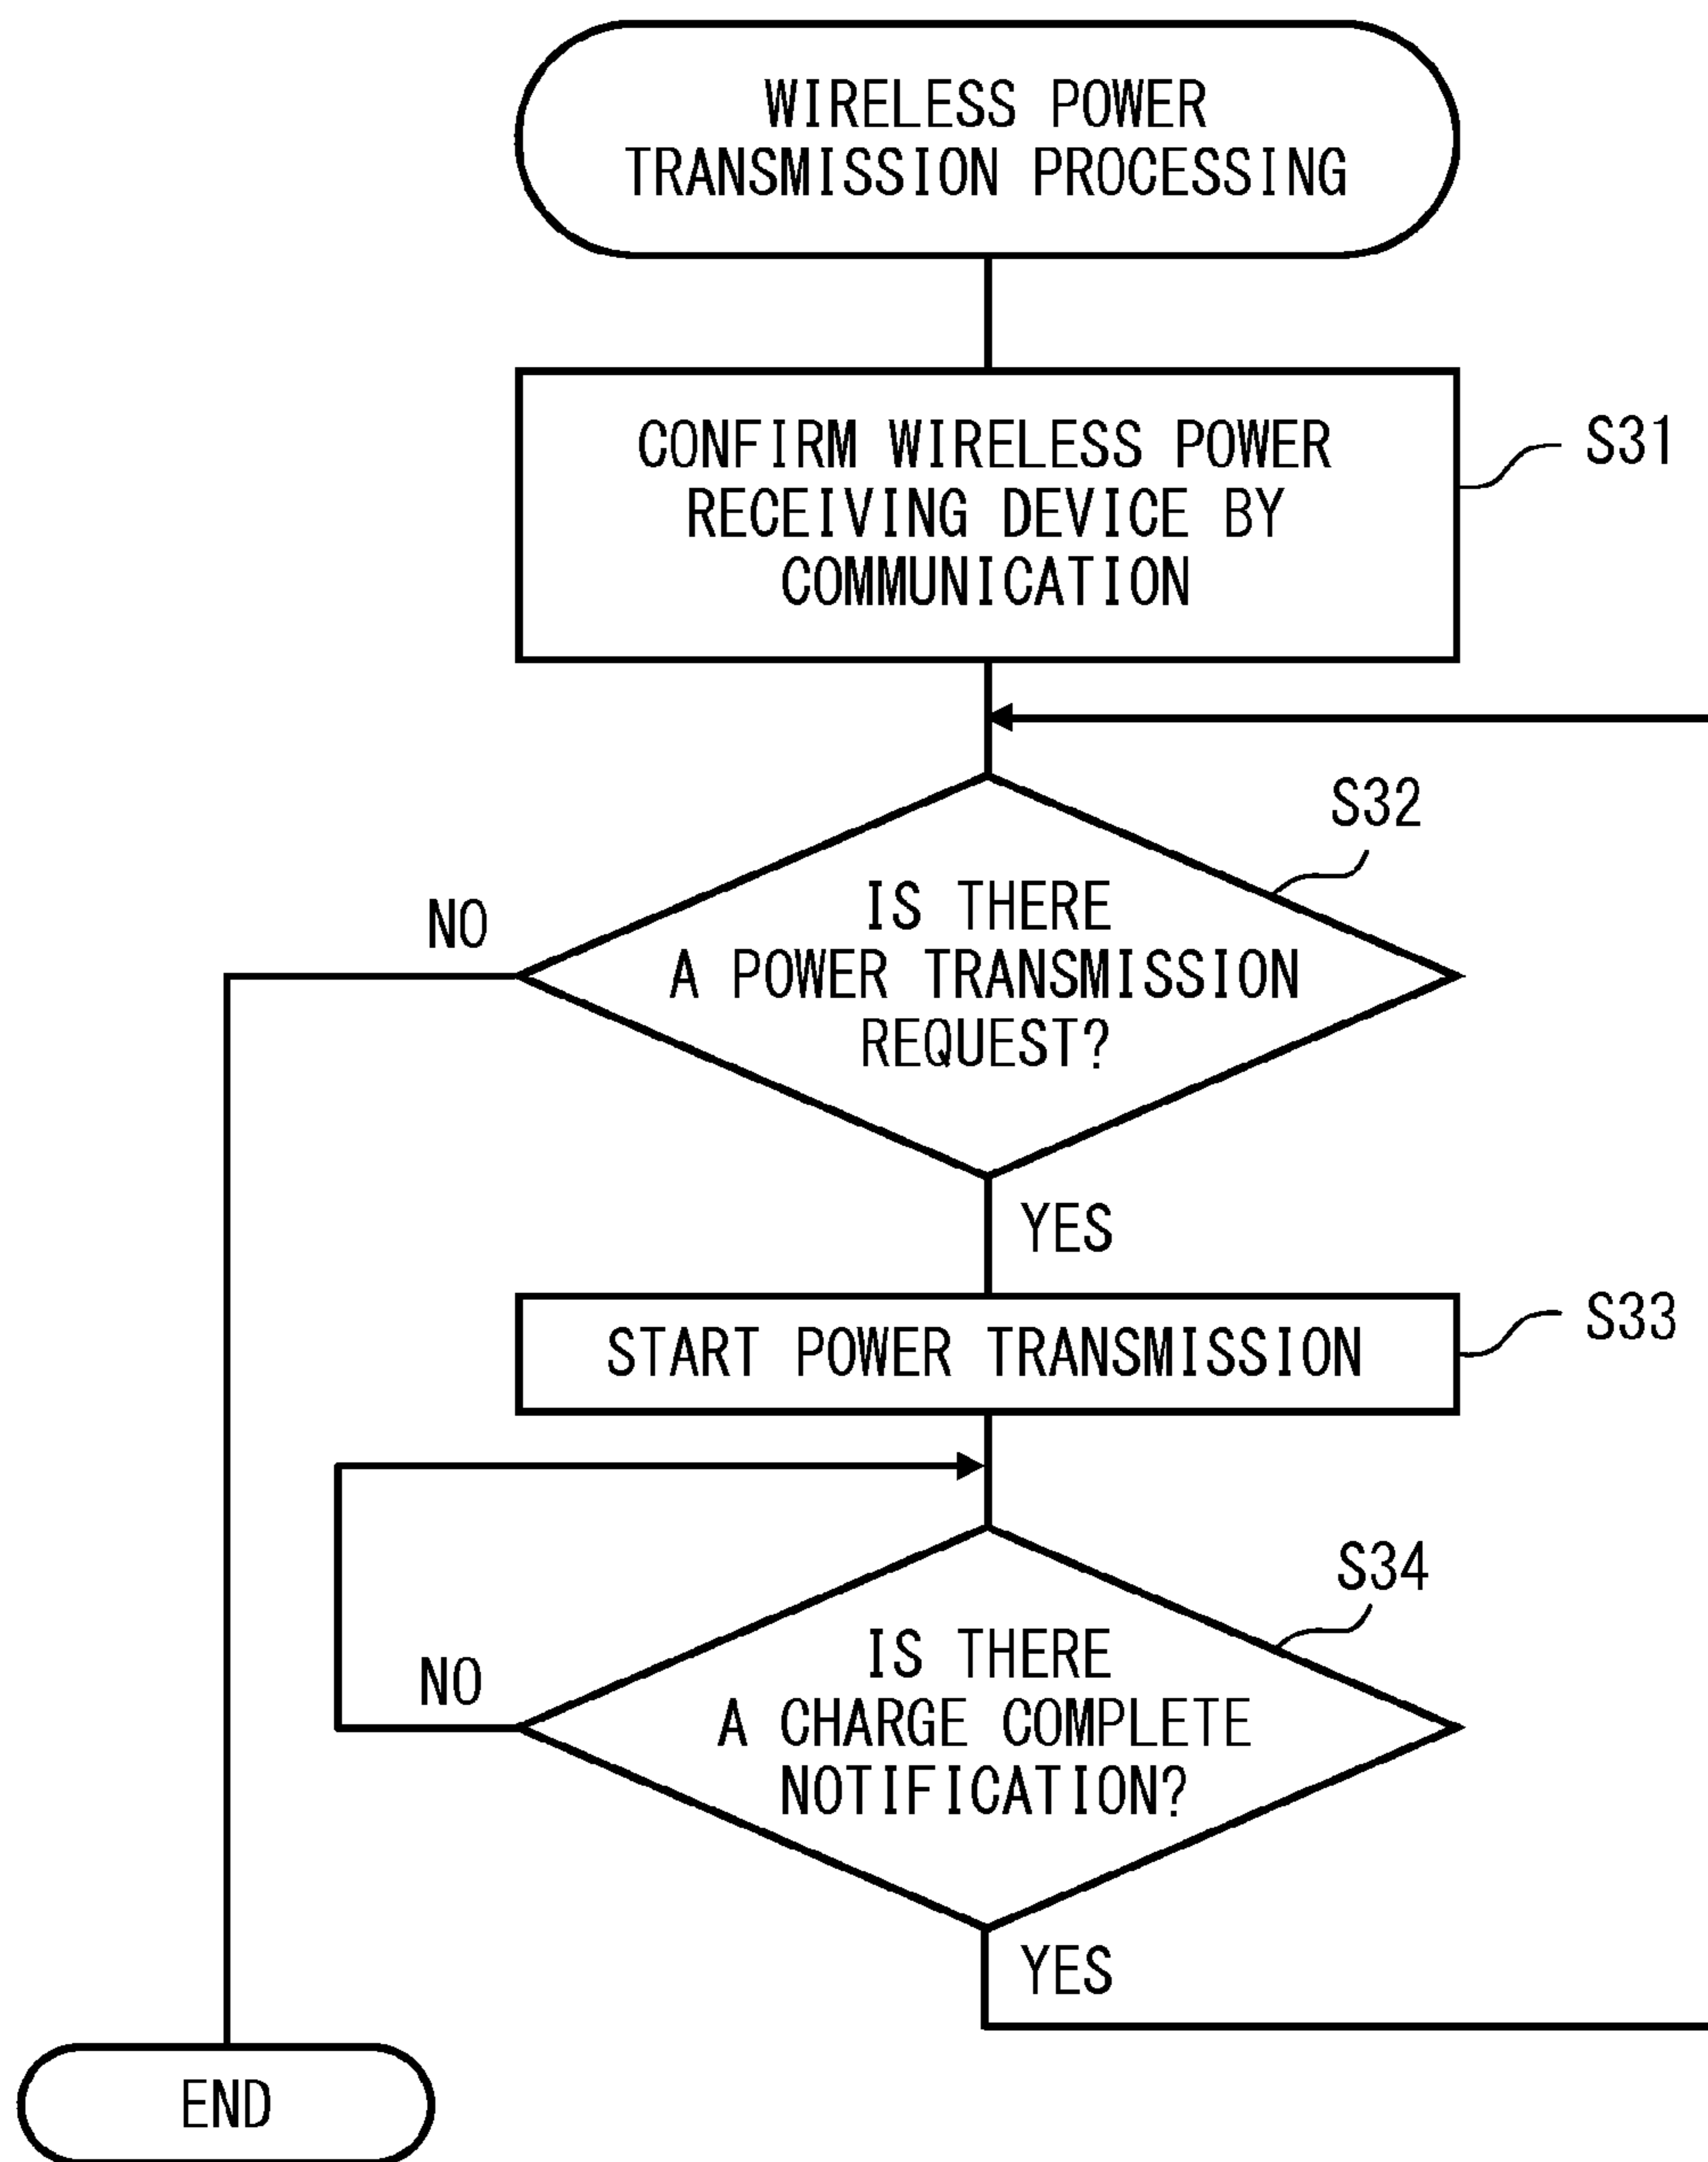 WIRELESS POWER
TRANSMISSION PROCESSING
CONFIRM WIRELESS POWER
RECEIVING DEVICE BY
COMMUNICATION
S31
S32
IS THERE
A POWER TRANSMISSION
REQUEST?
NO
YES
START POWER TRANSMISSION
S33
S34
IS THERE
A CHARGE COMPLETE
NOTIFICATION?
NO
YES
END